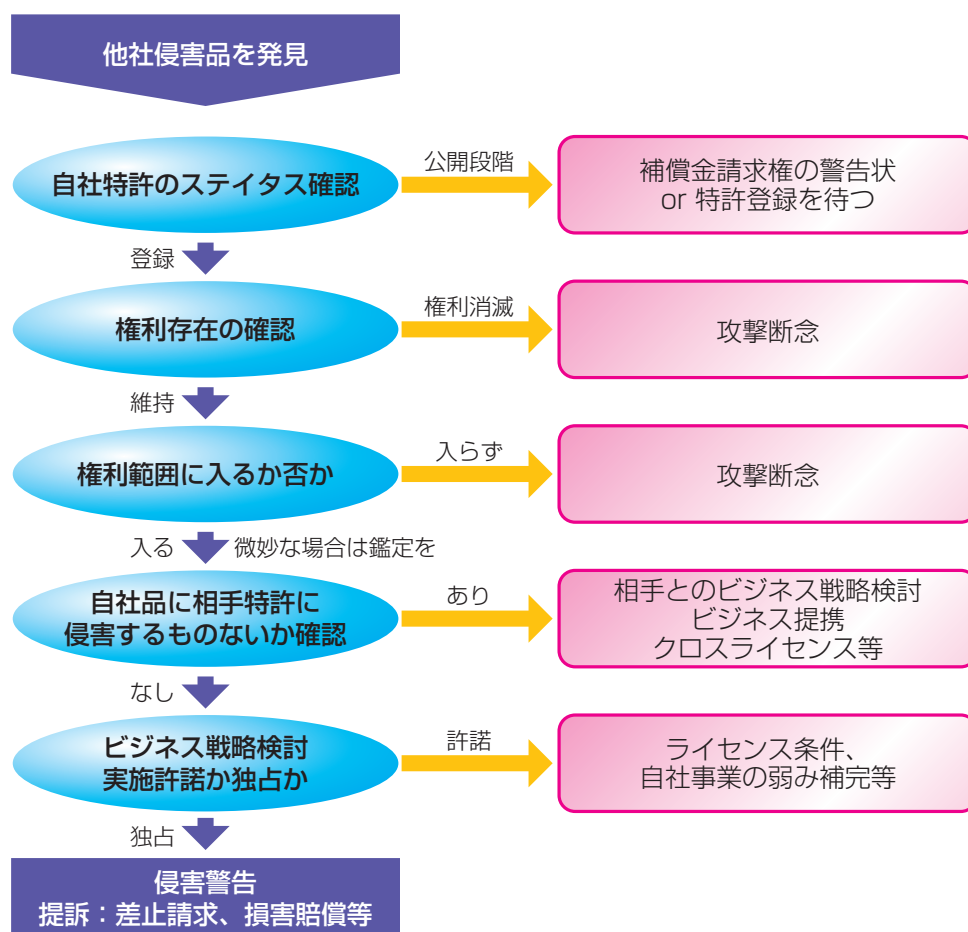 他社侵害品を発見
自社特許のステイタス確認
公開段階
補償金請求権の警告状
or 特許登録を待つ
登録
権利存在の確認
権利消滅
攻撃断念
維持
権利範囲に入るか否か
入らず
攻撃断念
入る
微妙な場合は鑑定を
自社品に相手特許に
侵害するものないか確認
あり
相手とのビジネス戦略検討
ビジネス提携
クロスライセンス等
なし
ビジネス戦略検討
実施許諾か独占か
許諾
ライセンス条件、
自社事業の弱み補完等
独占
侵害警告
提訴：差止請求、損害賠償等